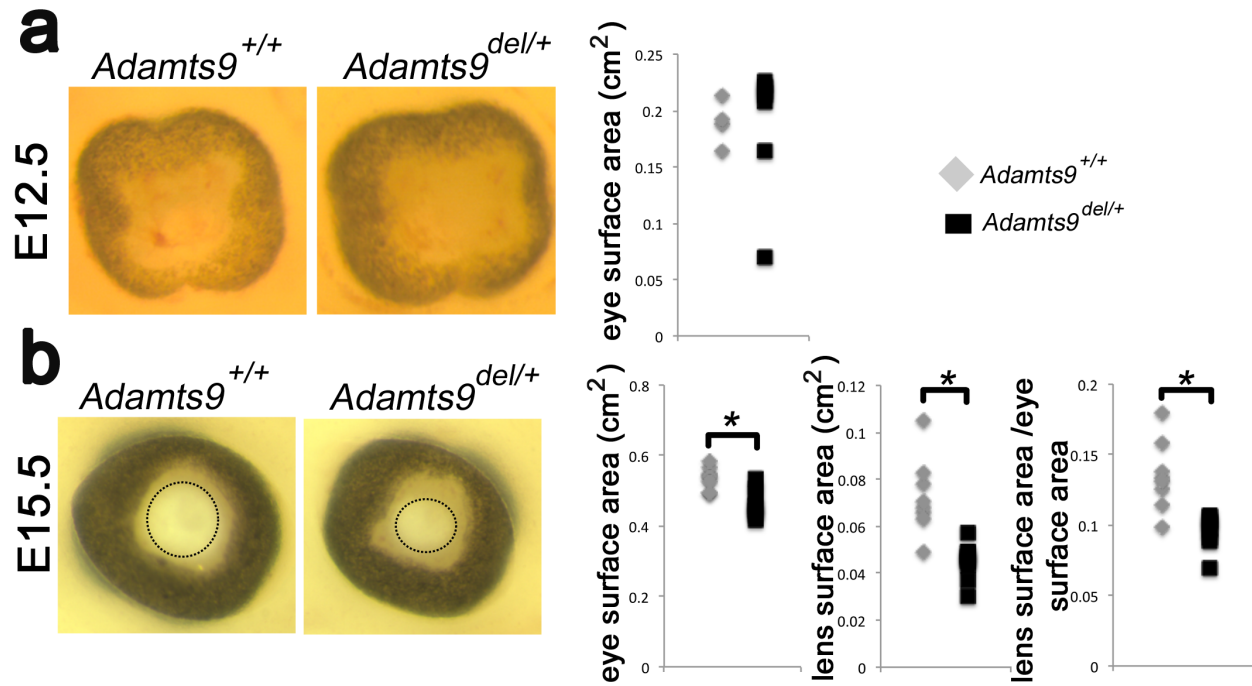 a
Adamts9+/+
Adamts9del/+
E12.5
eye surface area (cm2)
0.25
0.2
0.15
0.1
0.05
0
Adamts9+/+
Adamts9del/+
b
Adamts9+/+
Adamts9del/+
E15.5
eye surface area (cm2)
0.8
0.6
0.4
0.2
0
*
lens surface area (cm2)
0.12
0.1
0.08
0.06
0.04
0.02
0
*
lens surface area /eye
surface area
0.2
0.15
0.1
0.05
0
*